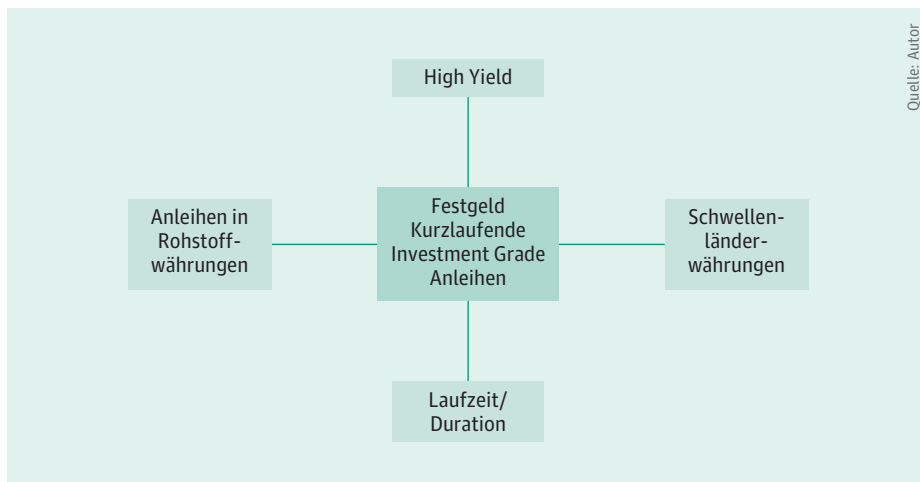 Quelle: Autor
High Yield
Anleihen in
Rohstoff-
währungen
Festgeld
Kurzlaufende
Investment Grade
Anleihen
Schwellen-
länder-
währungen
Laufzeit/
Duration